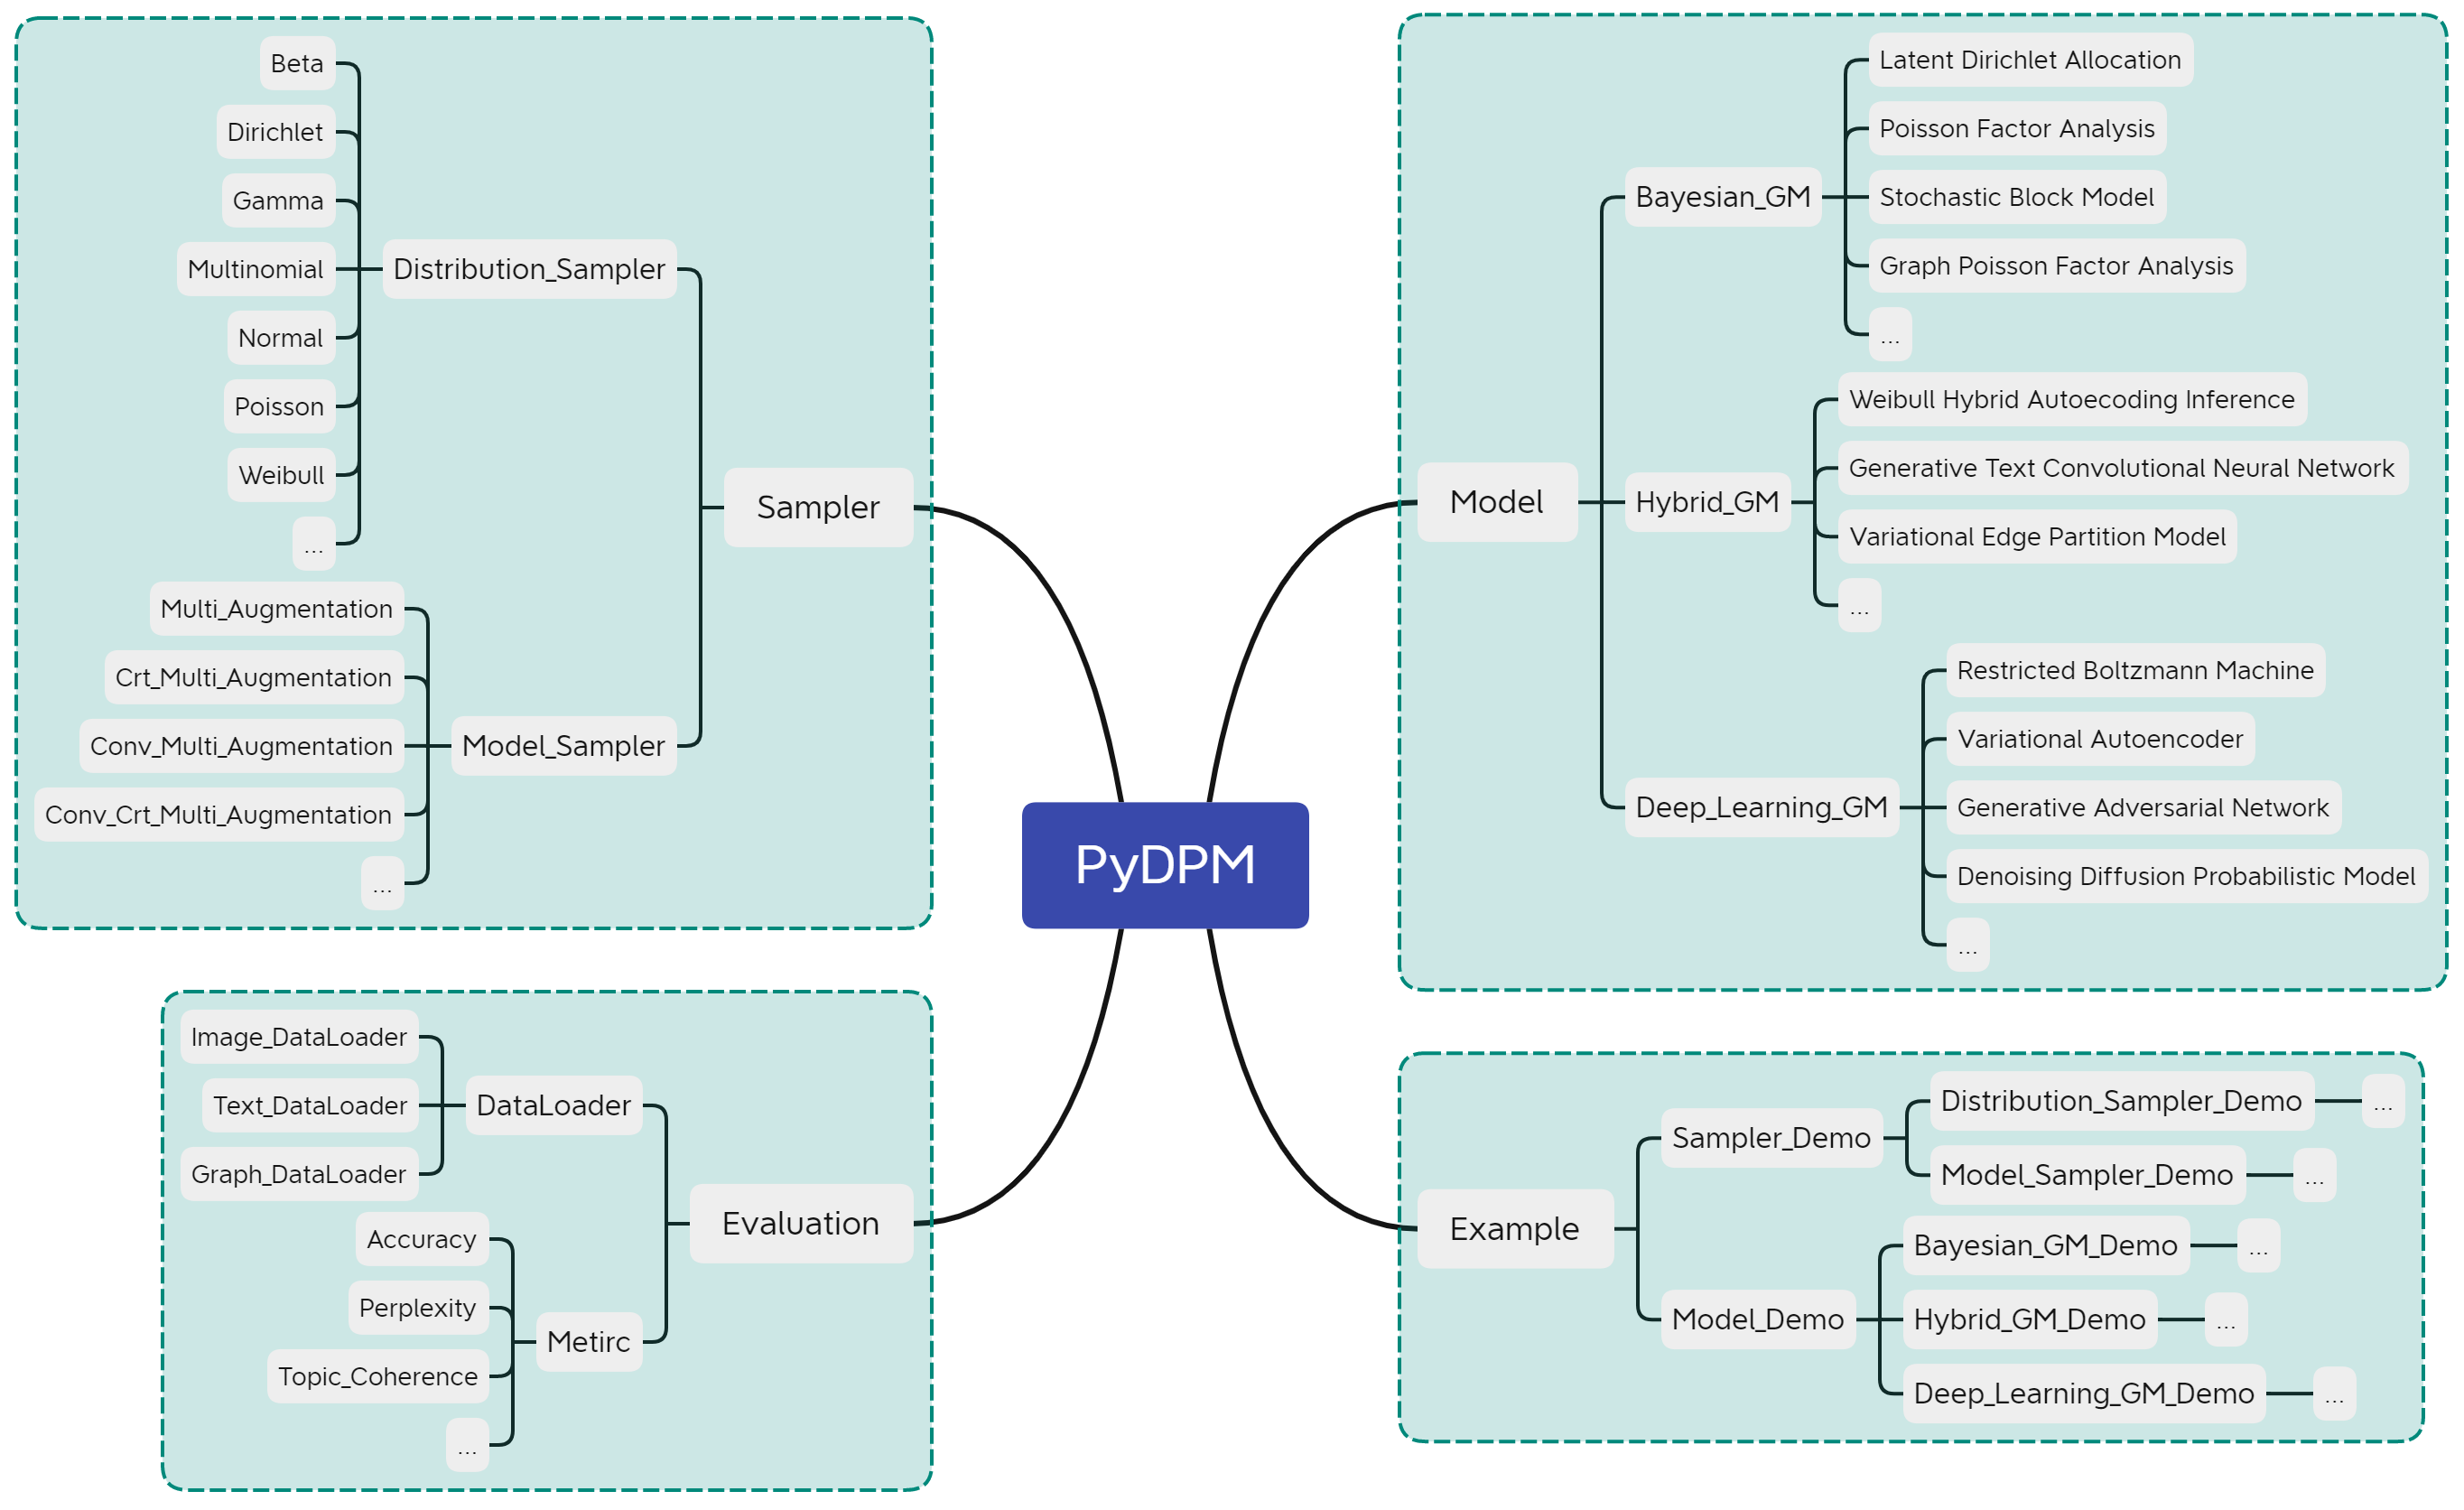 Beta
Dirichlet
Gamma
Multinomial
Normal
Poisson
Weibull
...
Distribution_Sampler
Multi_Augmentation
Crt_Multi_Augmentation
Conv_Multi_Augmentation
Conv_Crt_Multi_Augmentation
...
Model_Sampler
Sampler
Latent Dirichlet Allocation
Poisson Factor Analysis
Stochastic Block Model
Graph Poisson Factor Analysis
...
Bayesian_GM
Weibull Hybrid Autoecoding Inference
Generative Text Convolutional Neural Network
Variational Edge Partition Model
...
Hybrid_GM
Model
Restricted Boltzmann Machine
Variational Autoencoder
Generative Adversarial Network
Denoising Diffusion Probabilistic Model
...
Deep_Learning_GM
PyDPM
Image_DataLoader
Text_DataLoader
Graph_DataLoader
DataLoader
Accuracy
Perplexity
Topic_Coherence
...
Metirc
Evaluation
Example
Sampler_Demo
Distribution_Sampler_Demo
...
Model_Sampler_Demo
...
Model_Demo
Bayesian_GM_Demo
...
Hybrid_GM_Demo
...
Deep_Learning_GM_Demo
...